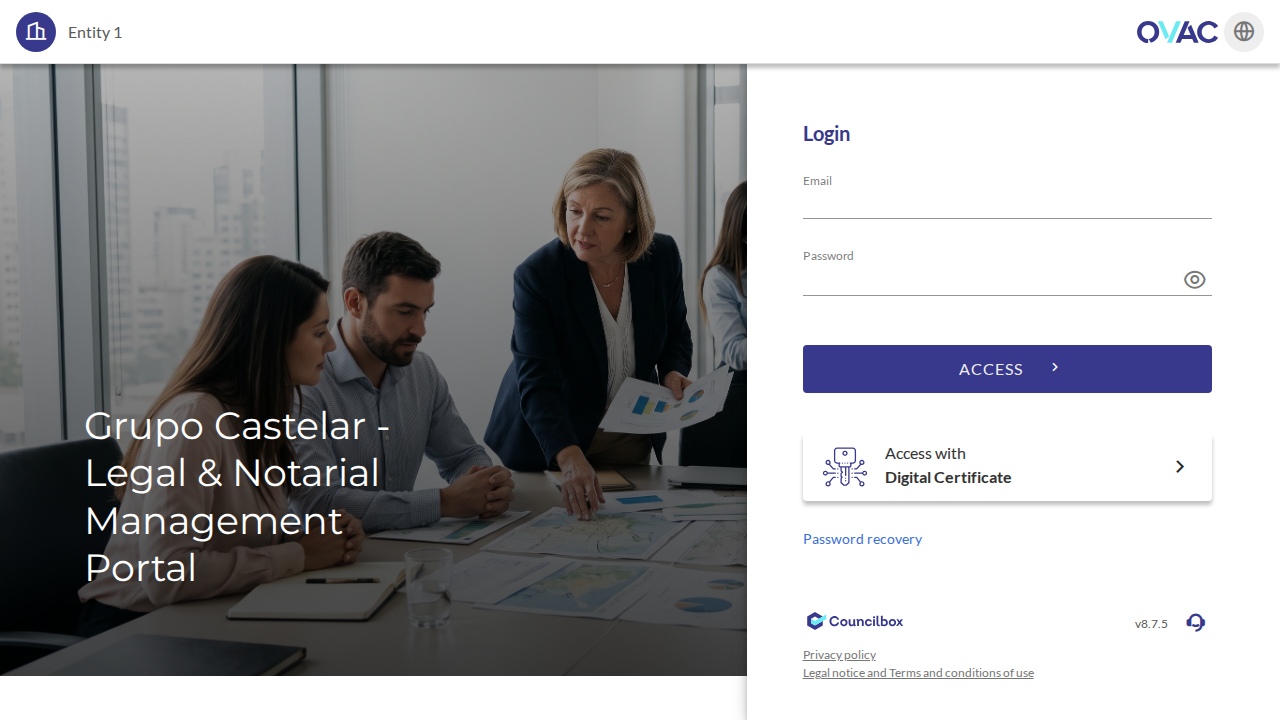 Entity 1
OVAC
Grupo Castelar -
Legal & Notarial
Management
Portal
Login
Email
Password
ACCESS
Access with
Digital Certificate
Password recovery
Councilbox
v8.7.5
Privacy policy
Legal notice and Terms and conditions of use